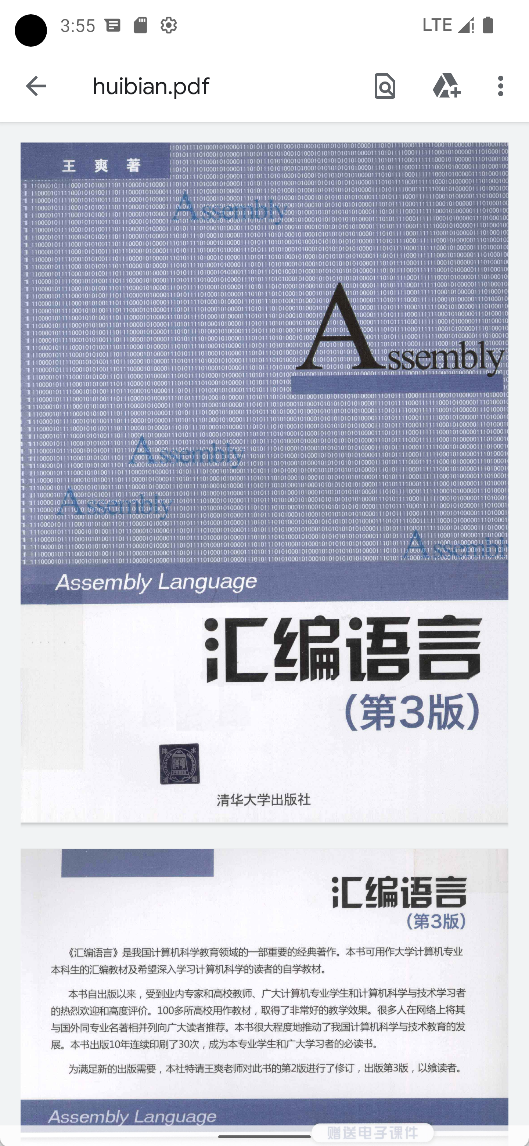 3:55
LTE
huibian.pdf
王 爽 著
Assembly
Assembly
Assembly
Assembly
Assembl
Assembly Language
汇编语言
(第3版)
清华大学出版社
汇编语言
(第3版)
《汇编语言》是我国计算机科学教育领域的一部重要的经典著作。本书可用作大学计算机专业
本科生的汇编教材及希望深入学习计算机科学的读者的自学教材。
本书自出版以来,受到业内专家和高校教师、广大计算机专业学生和计算机科学与技术学习者
的热烈欢迎和高度评价。100多所高校用作教材,取得了非常好的教学效果。很多人在网络上将其
与国外同专业名著相并列向广大读者推荐。本书很大程度地推动了我国计算机科学与技术教育的发
展。本书出版10年连续印刷了30次,成为本专业学生和广大学习者的必读书。
为满足新的出版需要,本社特请王爽老师对此书的第2版进行了修订,出版第3版,以飨读者。
Assembly Language
赠送电子课件